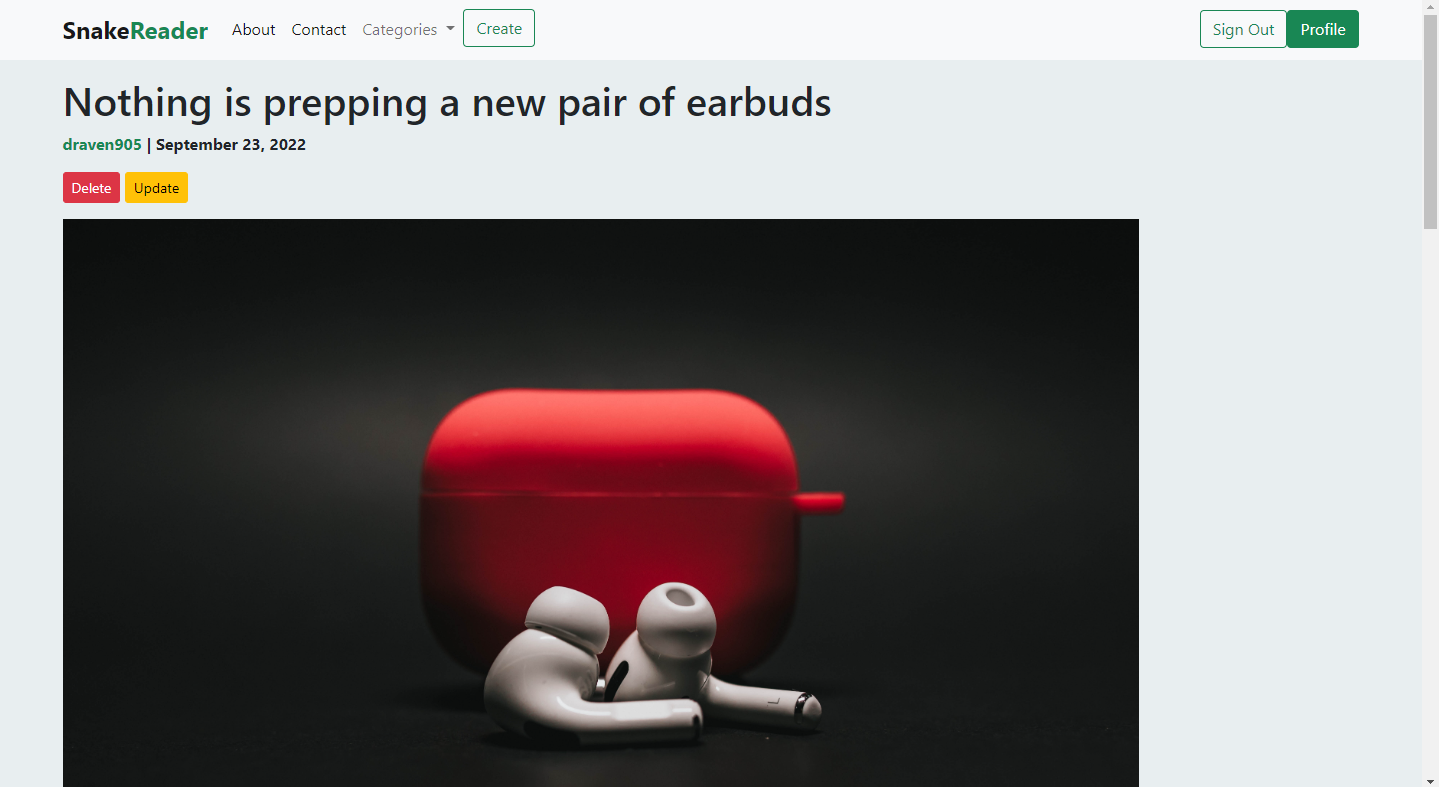 SnakeReader About Contact Categories Create Sign Out Profile
Nothing is prepping a new pair of earbuds
draven905 | September 23, 2022
Delete Update
L